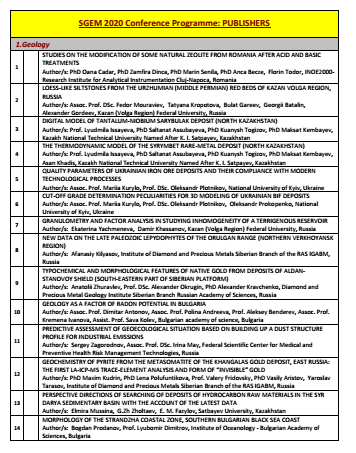 SGEM 2020 Conference Programme: PUBLISHERS
1.Geology
1
STUDIES ON THE MODIFICATION OF SOME NATURAL ZEOLITE FROM ROMANIA AFTER ACID AND BASIC
TREATMENTS
Author/s: PhD Oana Cadar, PhD Zamfira Dinca, PhD Marin Senila, PhD Anca Becze, Florin Todor, INOE2000-
Research Institute for Analytical Instrumentation Cluj-Napoca, Romania
2
LOESS-LIKE SILTSTONES FROM THE URZHUMIAN (MIDDLE PERMIAN) RED BEDS OF KAZAN VOLGA REGION,
RUSSIA
Author/s: Assoc. Prof. DSc. Fedor Mouraviev, Tatyana Kropotova, Bulat Gareev, Georgii Batalin,
Alexander Gordeev, Kazan (Volga Region) Federal University, Russia
3
DIGITAL MODEL OF TANTALUM-NIOBIUM SARYBULAK DEPOSIT (NORTH KAZAKHSTAN)
Author/s: Prof. Lyudmila Issayeva, PhD Saltanat Assubayeva, PhD Kuanysh Togizov, PhD Maksat Kembayev,
Kazakh National Technical University Named After K. I. Satpayev, Kazakhstan
4
THE THERMODYNAMIC MODEL OF THE SYRYMBET RARE-METAL DEPOSIT (NORTH KAZAKHSTAN)
Author/s: Prof. Lyudmila Issayeva, PhD Saltanat Assubayeva, PhD Kuanysh Togizov, PhD Maksat Kembayev,
Asan Khadis, Kazakh National Technical University Named After K. I. Satpayev, Kazakhstan
5
QUALITY PARAMETERS OF UKRAINIAN IRON ORE DEPOSITS AND THEIR COMPLIANCE WITH MODERN
TECHNOLOGICAL PROCESSES
Author/s: Assoc. Prof. Mariia Kurylo, Prof. DSc. Oleksandr Plotnikov, National University of Kyiv, Ukraine
6
CUT-OFF GRADE DETERMINATION PECULIARITIES FOR 3D MODELING OF UKRAINIAN BIF DEPOSITS
Author/s: Assoc. Prof. Mariia Kurylo, Prof. DSc. Oleksandr Plotnikov, Oleksandr Prokopenko, National
University of Kyiv, Ukraine
7
GRANULOMETRY AND FACTOR ANALYSIS IN STUDYING INHOMOGENEITY OF A TERRIGENOUS RESERVOIR
Author/s: Ekaterina Yachmeneva, Damir Khassanov, Kazan (Volga Region) Federal University, Russia
8
NEW DATA ON THE LATE PALEOZOIC LEPYDOPHYTES OF THE ORULGAN RANGE (NORTHERN VERKHOYANSK
REGION)
Author/s: Afanasiy Kilyasov, Institute of Diamond and Precious Metals Siberian Branch of the RAS IGABM,
Russia
9
TYPOCHEMICAL AND MORPHOLOGICAL FEATURES OF NATIVE GOLD FROM DEPOSITS OF ALDAN-
STANOVOY SHIELD (SOUTH-EASTERN PART OF SIBERIAN PLATFORM)
Author/s: Anatolii Zhuravlev, Prof. DSc. Alexander Okrugin, PhD Alexander Kravchenko, Diamond and
Precious Metal Geology Institute Siberian Branch Russian Academy of Sciences, Russia
10
GEOLOGY AS A FACTOR OF RADON POTENTIAL IN BULGARIA
Author/s: Assoc. Prof. Dimitar Antonov, Assoc. Prof. Polina Andreeva, Prof. Aleksey Benderev, Assoc. Prof.
Kremena Ivanova, Assist. Prof. Sava Kolev, Bulgarian academy of science, Bulgaria
11
PREDICTIVE ASSESSMENT OF GEOECOLOGICAL SITUATION BASED ON BUILDING UP A DUST STRUCTURE
PROFILE FOR INDUSTRIAL EMISSIONS
Author/s: Sergey Zagorodnov, Assoc. Prof. DSc. Irina May, Federal Scientific Center for Medical and
Preventive Health Risk Management Technologies, Russia
12
GEOCHEMISTRY OF PYRITE FROM THE METASOMATITE OF THE KHANGALAS GOLD DEPOSIT, EAST RUSSIA:
THE FIRST LA-ICP-MS TRACE-ELEMENT ANALYSIS AND FORM OF "INVISIBLE" GOLD
Author/s: PhD Maxim Kudrin, PhD Lena Polufuntikova, Prof. Valery Fridovsky, PhD Vasily Aristov, Yaroslav
Tarasov, Institute of Diamond and Precious Metals Siberian Branch of the RAS IGABM, Russia
13
PERSPECTIVE DIRECTIONS OF SEARCHING OF DEPOSITS OF HYDROCARBON RAW MATERIALS IN THE SYR
DARYA SEDIMENTARY BASIN WITH THE ACCOUNT OF THE LATEST DATA
Author/s: Elmira Mussina, G.Zh Zholtaev, E. M. Fazylov, Satbayev University, Kazakhstan
14
MORPHOLOGY OF THE STRANDZHA COASTAL ZONE, SOUTHERN BULGARIAN BLACK SEA COAST
Author/s: Bogdan Prodanov, Prof. Lyubomir Dimitrov, Institute of Oceanology - Bulgarian Academy of
Sciences, Bulgaria